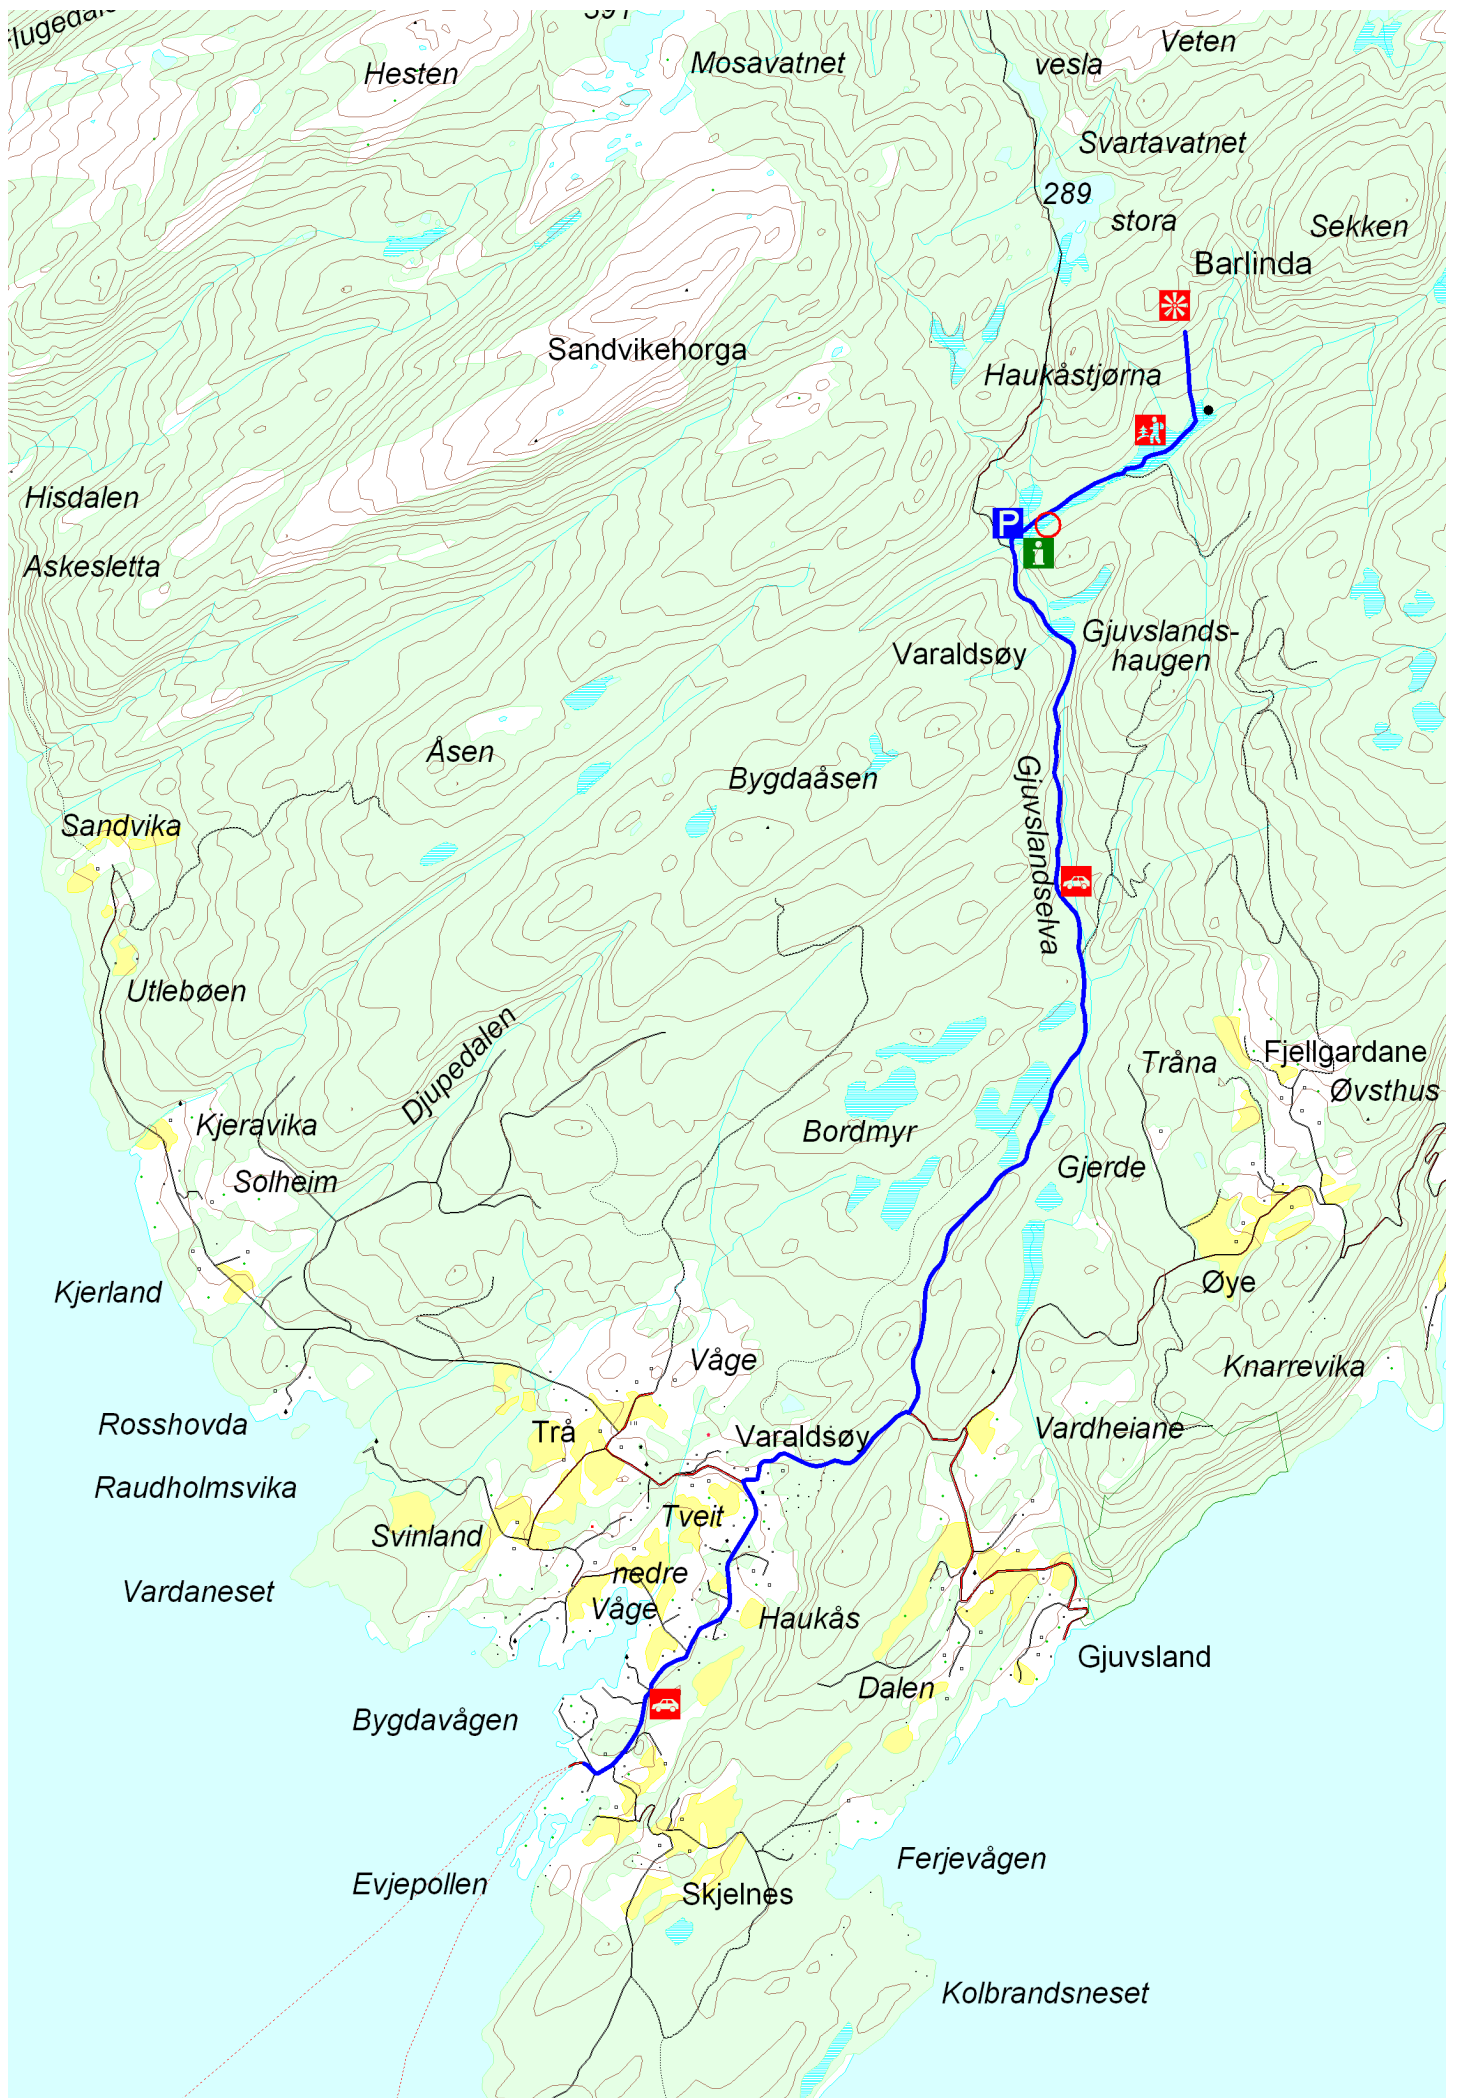 Hesten
Mosavatnet
vesla
Veten
Svartavatnet
289
stora
Sekken
Barlinda
Sandvikehorga
Haukåstjørna
Hisdalen
P
i
Askesletta
Varaldsøy
Gjuvslands-
haugen
Åsen
Bygdaåsen
Gjuvslandselva
Sandvika
Utlebøen
Djupedalen
Tråna
Fjellgardane
Øvsthus
Kjeravika
Bordmyr
Solheim
Gjerde
Kjerland
Øye
Våge
Knarrevika
Rosshovda
Trå
Varaldsøy
Vardheiane
Raudholmsvika
Tveit
Svinland
nedre
Våge
Vardaneset
Haukås
Gjuvsland
Dalen
Bygdavågen
Ferjevågen
Evjepollen
Skjelnes
Kolbrandsneset